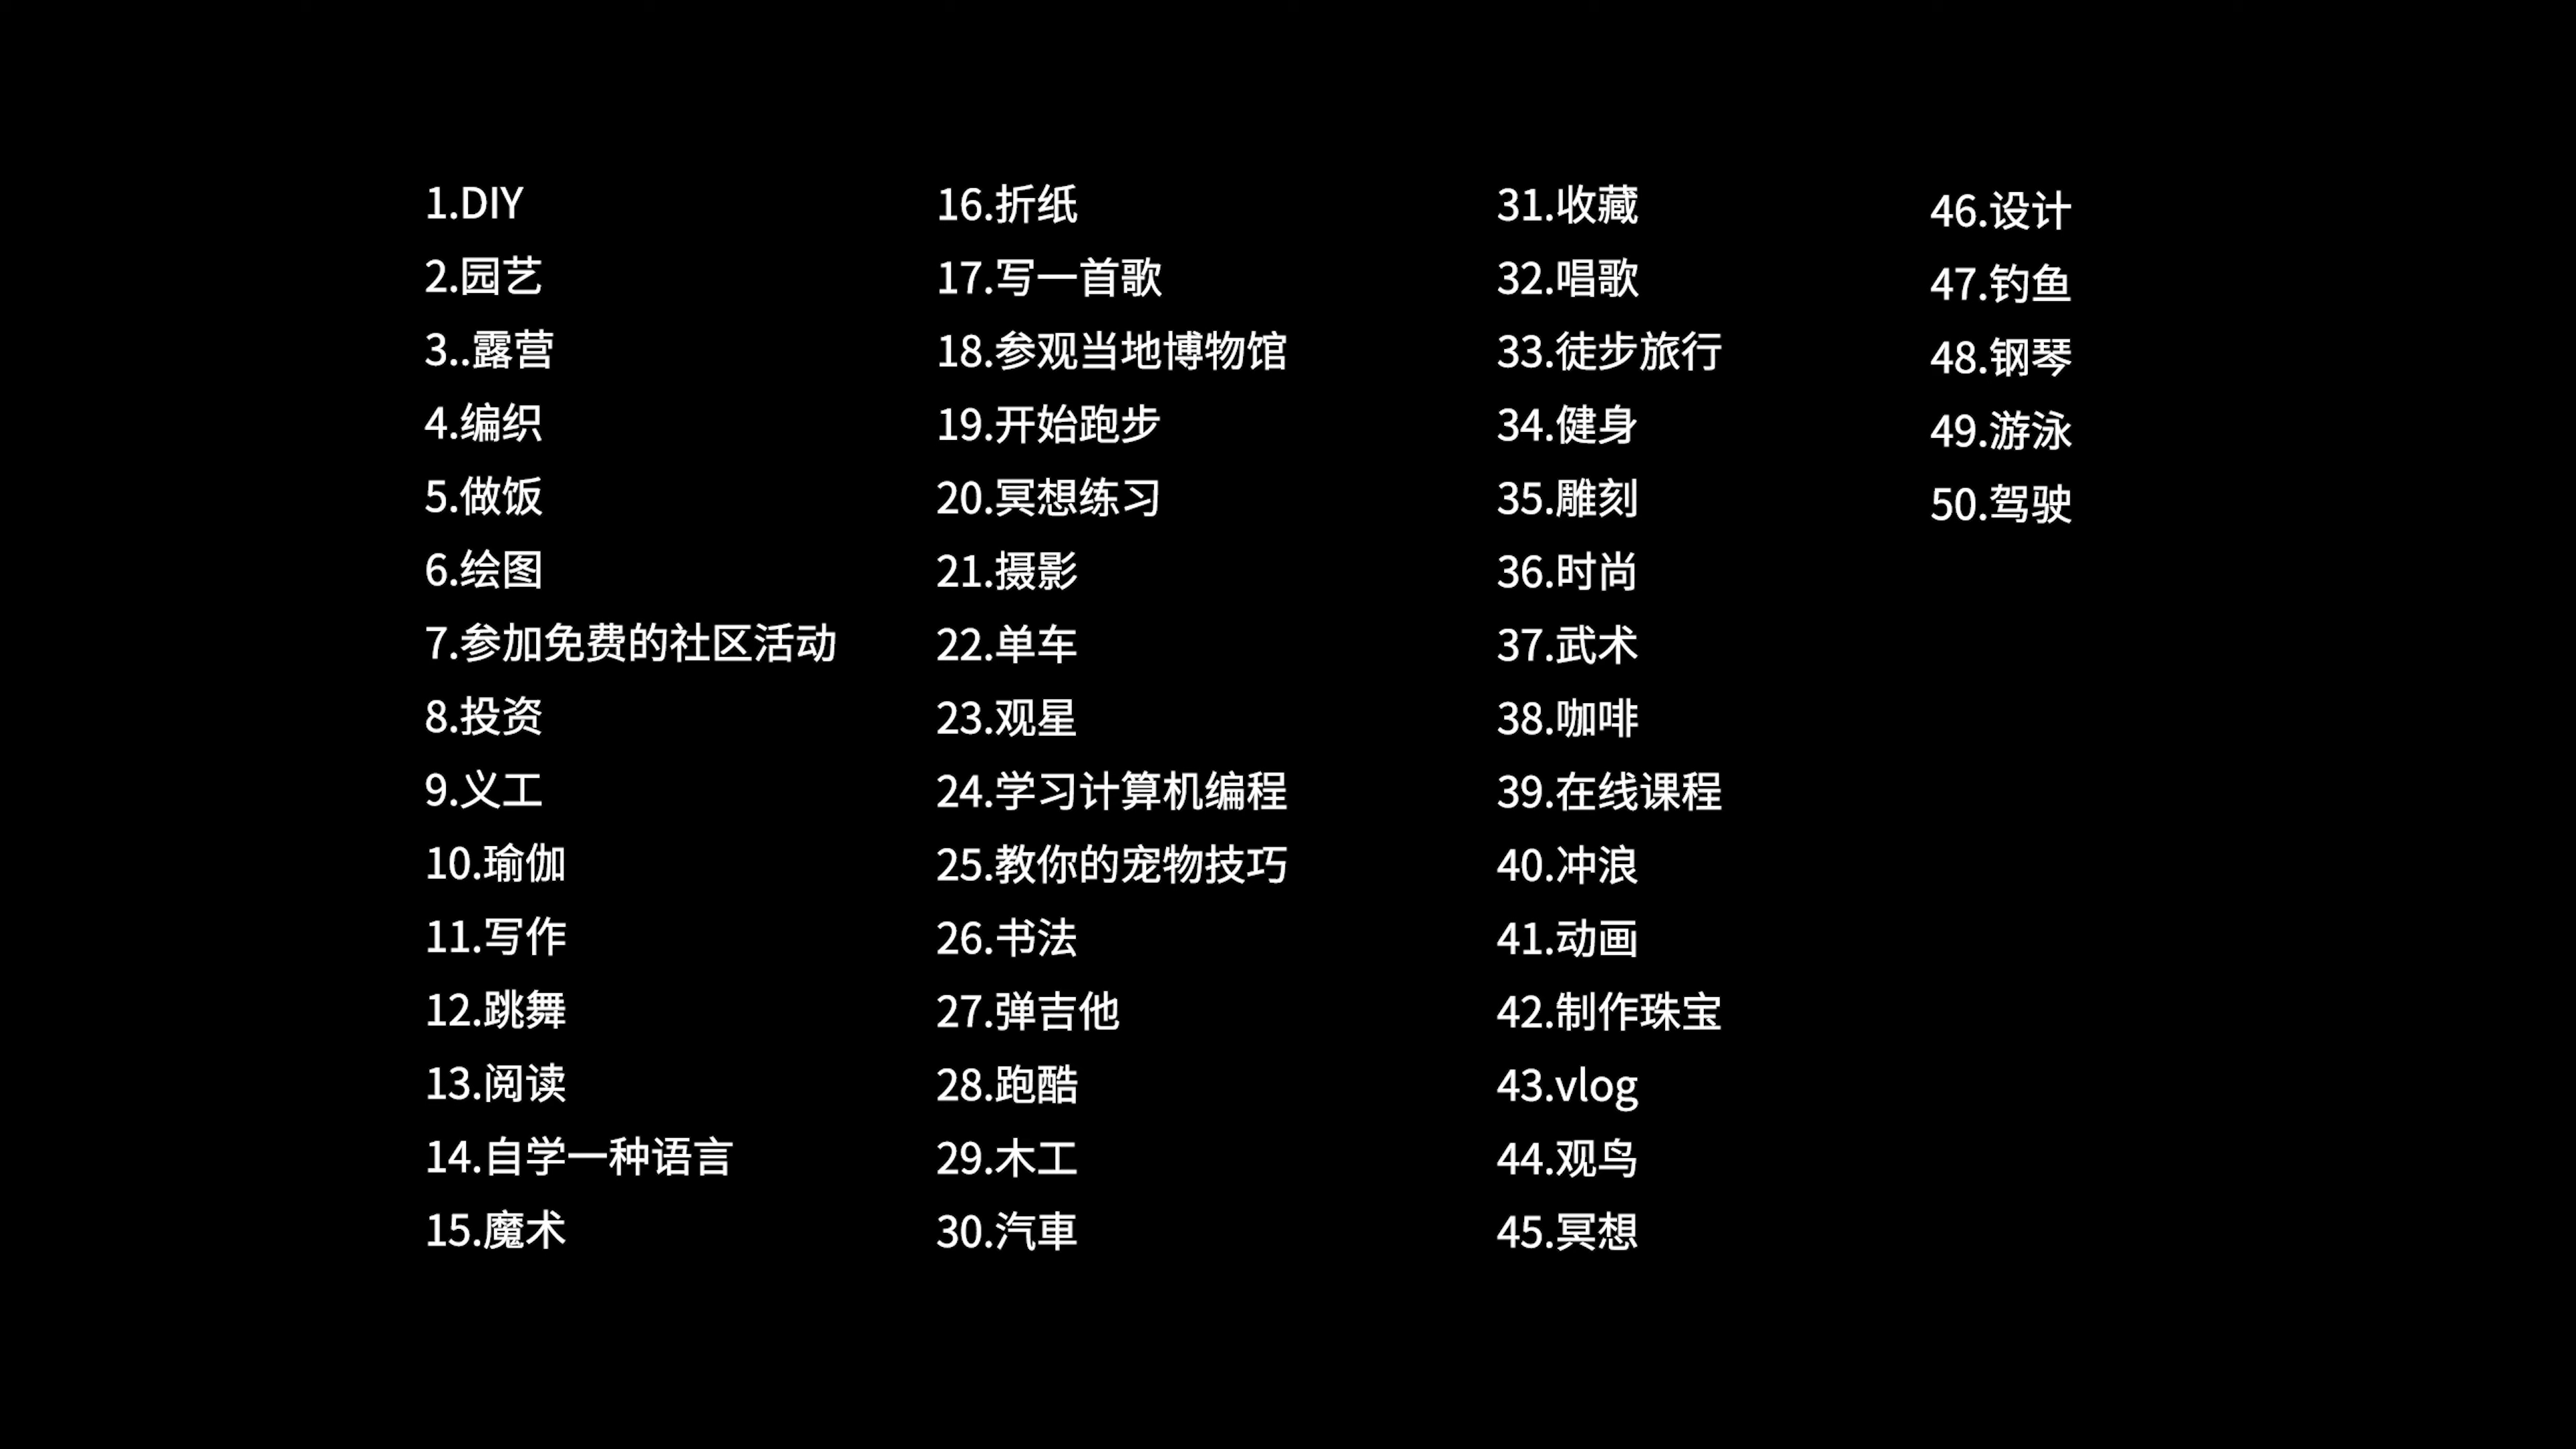 1.DIY
2.园艺
3..露营
4.编织
5.做饭
6.绘图
7.参加免费的社区活动
8.投资
9.义工
10.瑜伽
11.写作
12.跳舞
13.阅读
14.自学一种语言
15.魔术
16.折纸
17.写一首歌
18.参观当地博物馆
19.开始跑步
20.冥想练习
21.摄影
22.单车
23.观星
24.学习计算机编程
25.教你的宠物技巧
26.书法
27.弹吉他
28.跑酷
29.木工
30.汽車
31.收藏
32.唱歌
33.徒步旅行
34.健身
35.雕刻
36.时尚
37.武术
38.咖啡
39.在线课程
40.冲浪
41.动画
42.制作珠宝
43.vlog
44.观鸟
45.冥想
46.设计
47.钓鱼
48.钢琴
49.游泳
50.驾驶